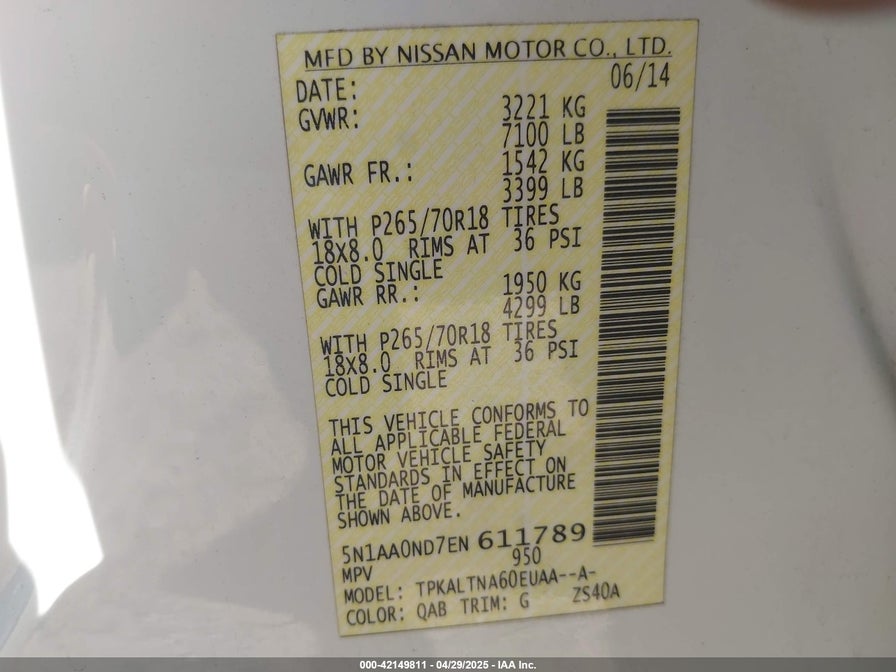 MFD BY NISSAN MOTOR CO., LTD.
DATE: 06/14
GVWR: 3221 KG
7100 LB
GAWR FR.: 1542 KG
3399 LB
WITH P265/70R18 TIRES
18X8.0 RIMS AT 36 PSI
COLD SINGLE
GAWR RR.: 1950 KG
4299 LB
WITH P265/70R18 TIRES
18X8.0 RIMS AT 36 PSI
COLD SINGLE
THIS VEHICLE CONFORMS TO
ALL APPLICABLE FEDERAL
MOTOR VEHICLE SAFETY
STANDARDS IN EFFECT ON
THE DATE OF MANUFACTURE
SHOWN ABOVE.
5N1AA0ND7EN 611789
MPV 950
MODEL: TPKALTNA60EUAA--A-
COLOR: QAB TRIM: G ZS40A
000-42149811 - 04/29/2025 - IAA Inc.